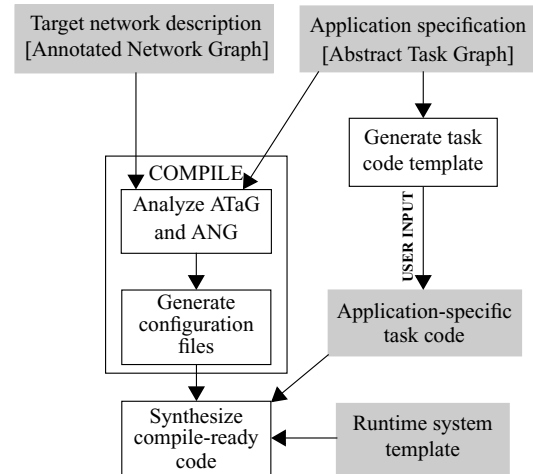 Target network description
[Annotated Network Graph]
Application specification
[Abstract Task Graph]
Generate task
code template
COMPILE
Analyze ATaG
and ANG
USER INPUT
Generate
configuration
files
Application-specific
task code
Synthesize
compile-ready
code
Runtime system
template